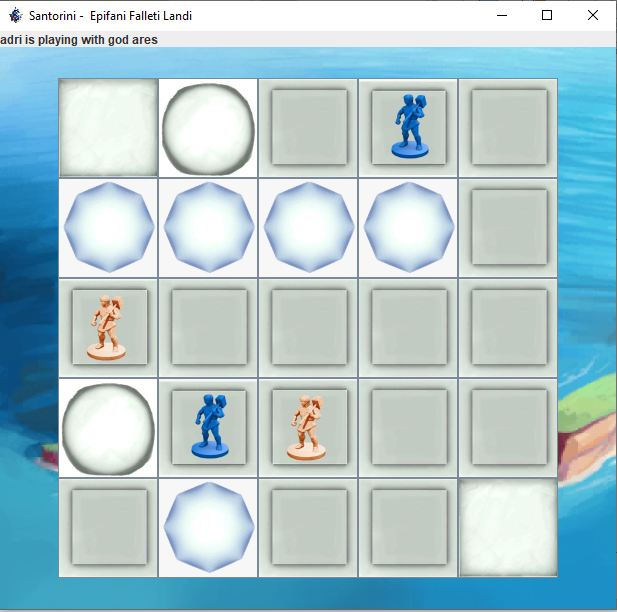 Santorini - Epifani Falleti Landi
adri is playing with god ares